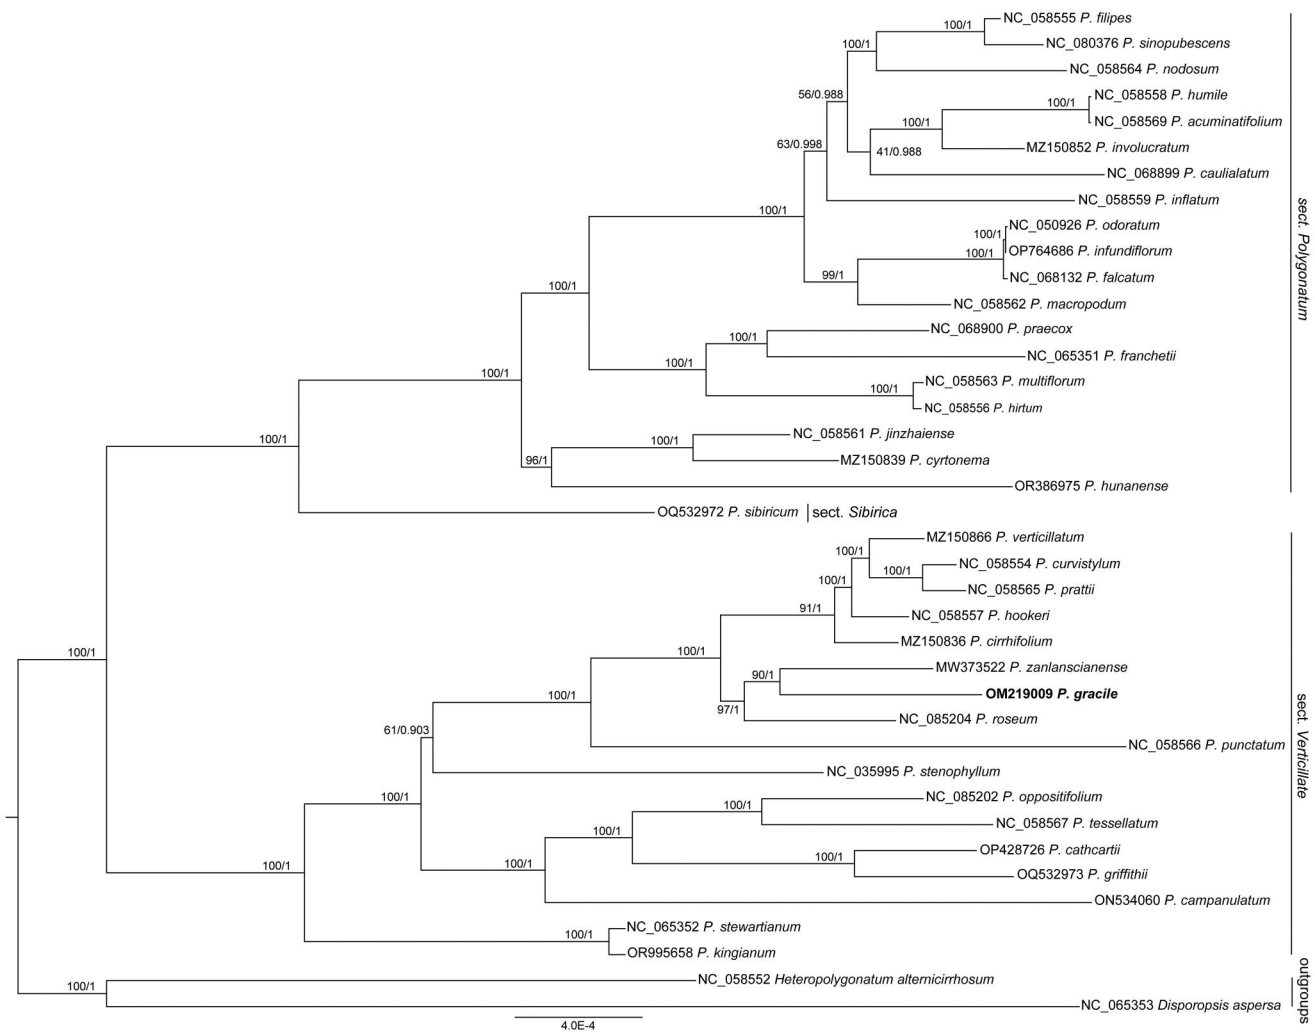 NC_058555 P. filipes
100/1
NC_080376 P. sinopubescens
100/1
NC_058564 P. nodosum
56/0.988
NC_058558 P. humile
100/1
NC_058569 P. acuminatifolium
100/1
MZ150852 P. involucratum
41/0.988
63/0.998
NC_068899 P. caulialatum
NC_058559 P. inflatum
100/1
NC_050926 P. odoratum
100/1
OP764686 P. infundiflorum
100/1
NC_068132 P. falcatum
99/1
NC_058562 P. macropodum
100/1
NC_068900 P. praecox
100/1
NC_065351 P. franchetii
100/1
NC_058563 P. multiflorum
100/1
NC_058556 P. hirtum
100/1
NC_058561 P. jinzhaiense
100/1
MZ150839 P. cyrtonema
96/1
OR386975 P. hunanense
sect. Polygonatum
100/1
OQ532972 P. sibiricum
sect. Sibirica
MZ150866 P. verticillatum
100/1
NC_058554 P. curvistylum
100/1
NC_058565 P. prattii
100/1
NC_058557 P. hookeri
91/1
MZ150836 P. cirrhifolium
100/1
MW373522 P. zanlanscianense
90/1
OM219009 P. gracile
97/1
NC_085204 P. roseum
100/1
NC_058566 P. punctatum
61/0.903
NC_035995 P. stenophyllum
100/1
NC_085202 P. oppositifolium
100/1
NC_058567 P. tessellatum
100/1
OP428726 P. cathcartii
100/1
OQ532973 P. griffithii
100/1
ON534060 P. campanulatum
100/1
NC_065352 P. stewartianum
100/1
OR995658 P. kingianum
sect. Verticillate
100/1
NC_058552 Heteropolygonatum alternicirrhosum
100/1
NC_065353 Disporopsis aspersa
outgroups
4.0E-4